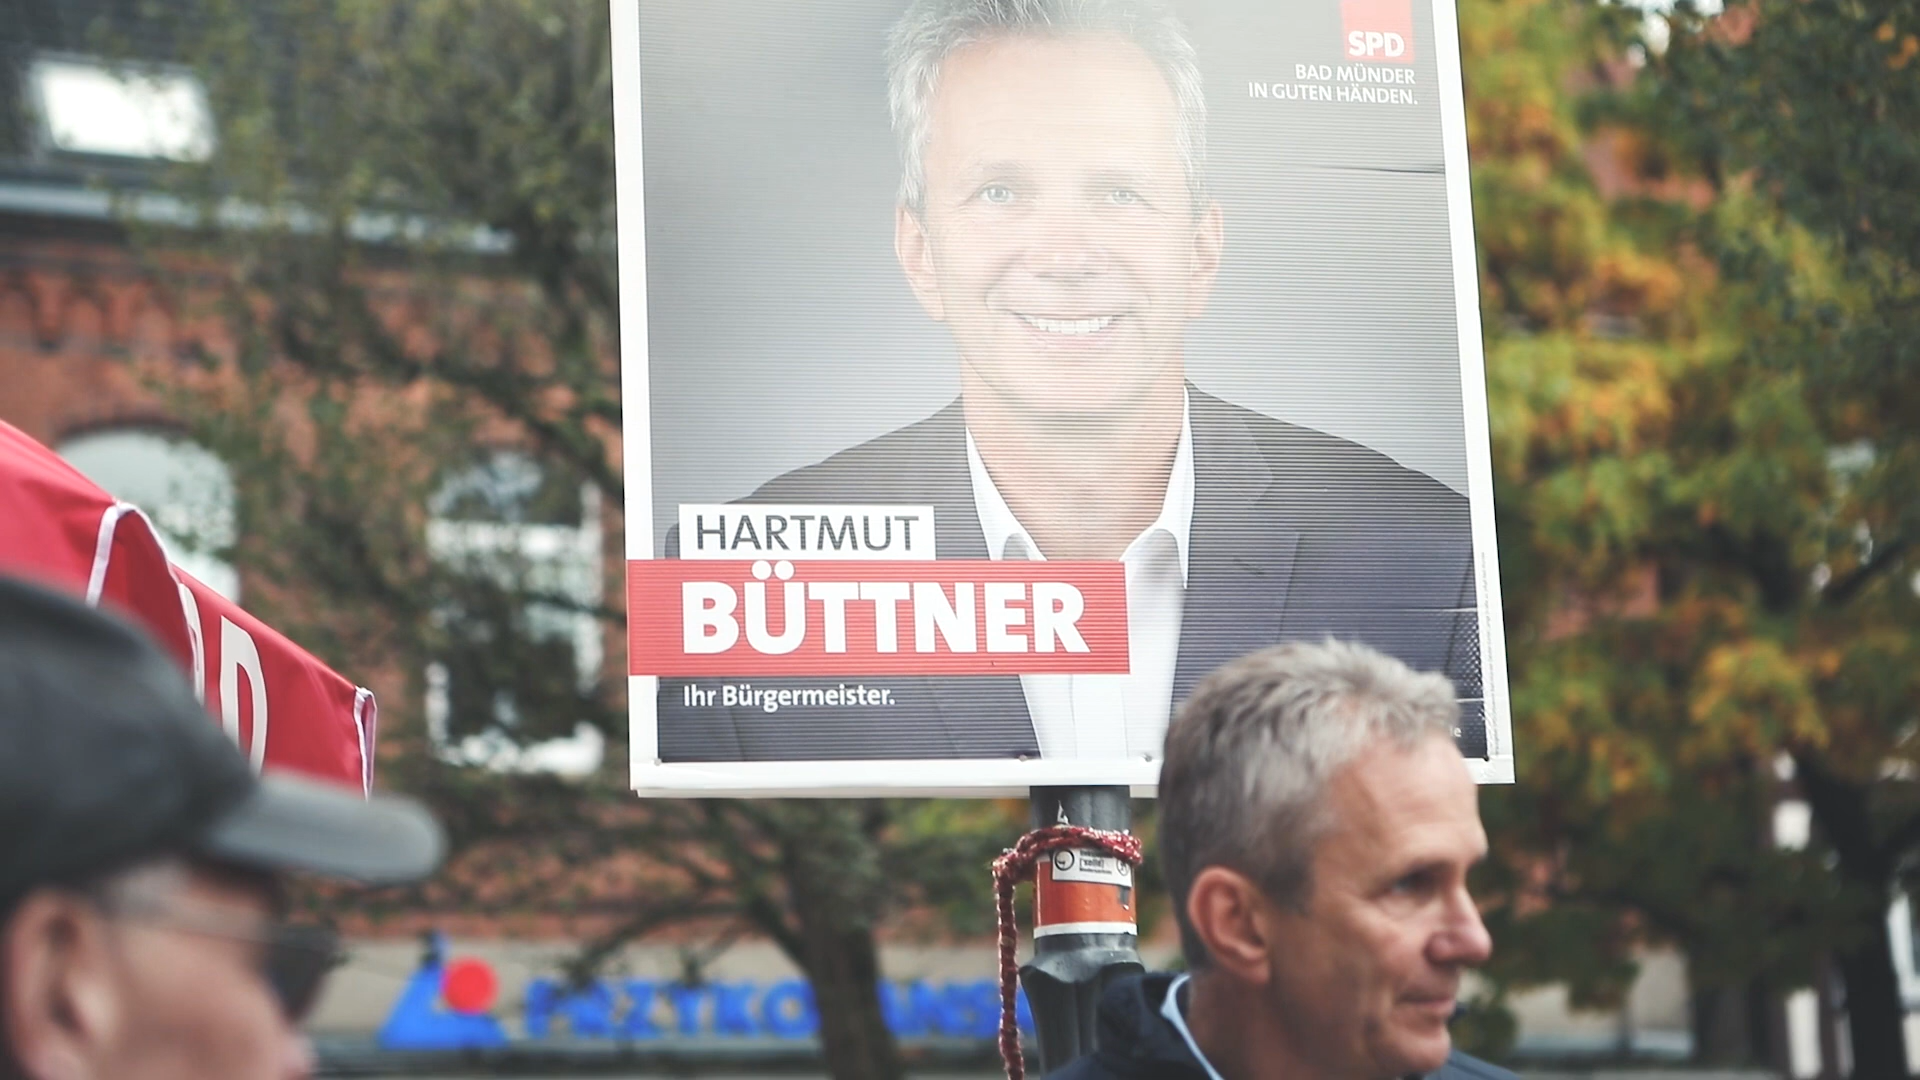 SPD
BAD MÜNDER
IN GUTEN HÄNDEN.
HARTMUT
BÜTTNER
Ihr Bürgermeister.